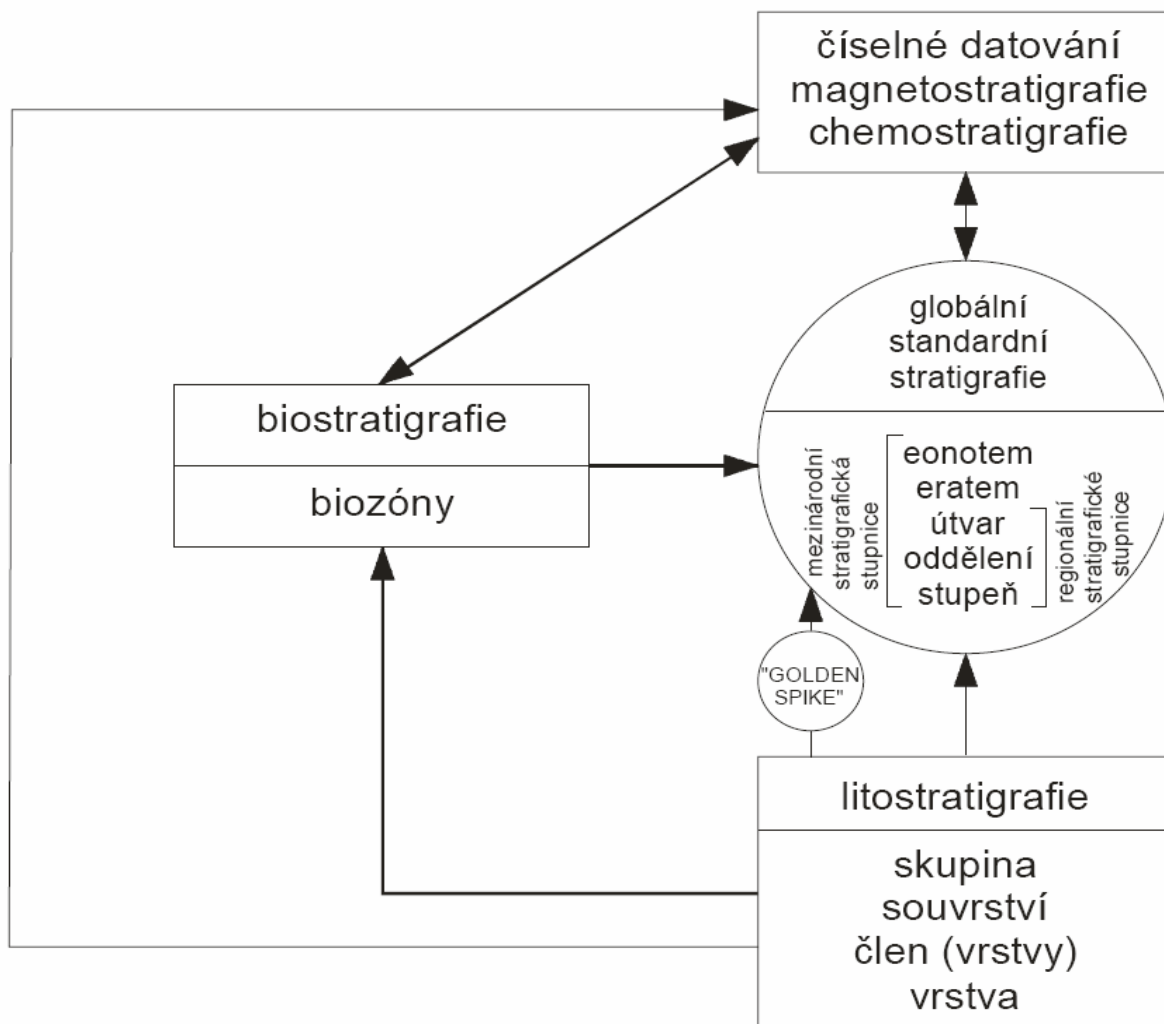 číselné datování
magnetostratigrafie
chemostratigrafie
globální
standardní
stratigrafie
biostratigrafie
biozóny
mezinárodní
stratigrafická
stupnice
eonotem
eratem
útvar
oddělení
stupeň
regionální
stratigrafické
stupnice
"GOLDEN
SPIKE"
litostratigrafie
skupina
souvrství
člen (vrstvy)
vrstva